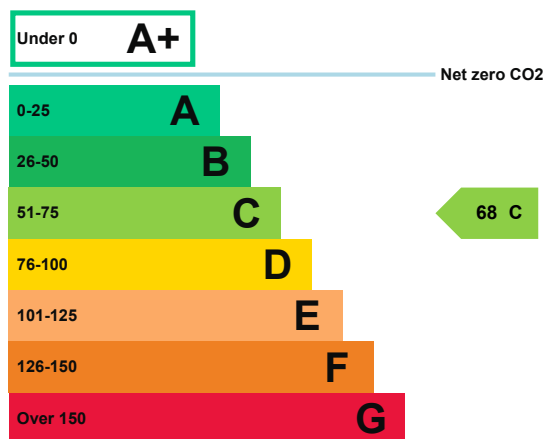 Under 0 A+
Net zero CO2
0-25 A
26-50 B
51-75 C
68 C
76-100 D
101-125 E
126-150 F
Over 150 G